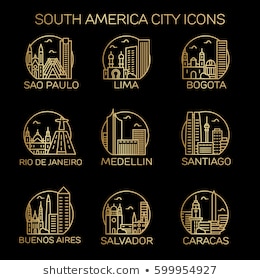 SOUTH AMERICA CITY ICONS
SAO PAULO
LIMA
BOGOTA
RIO DE JANEIRO
MEDELLIN
SANTIAGO
BUENOS AIRES
SALVADOR
CARACAS
shutterstock · 599954927